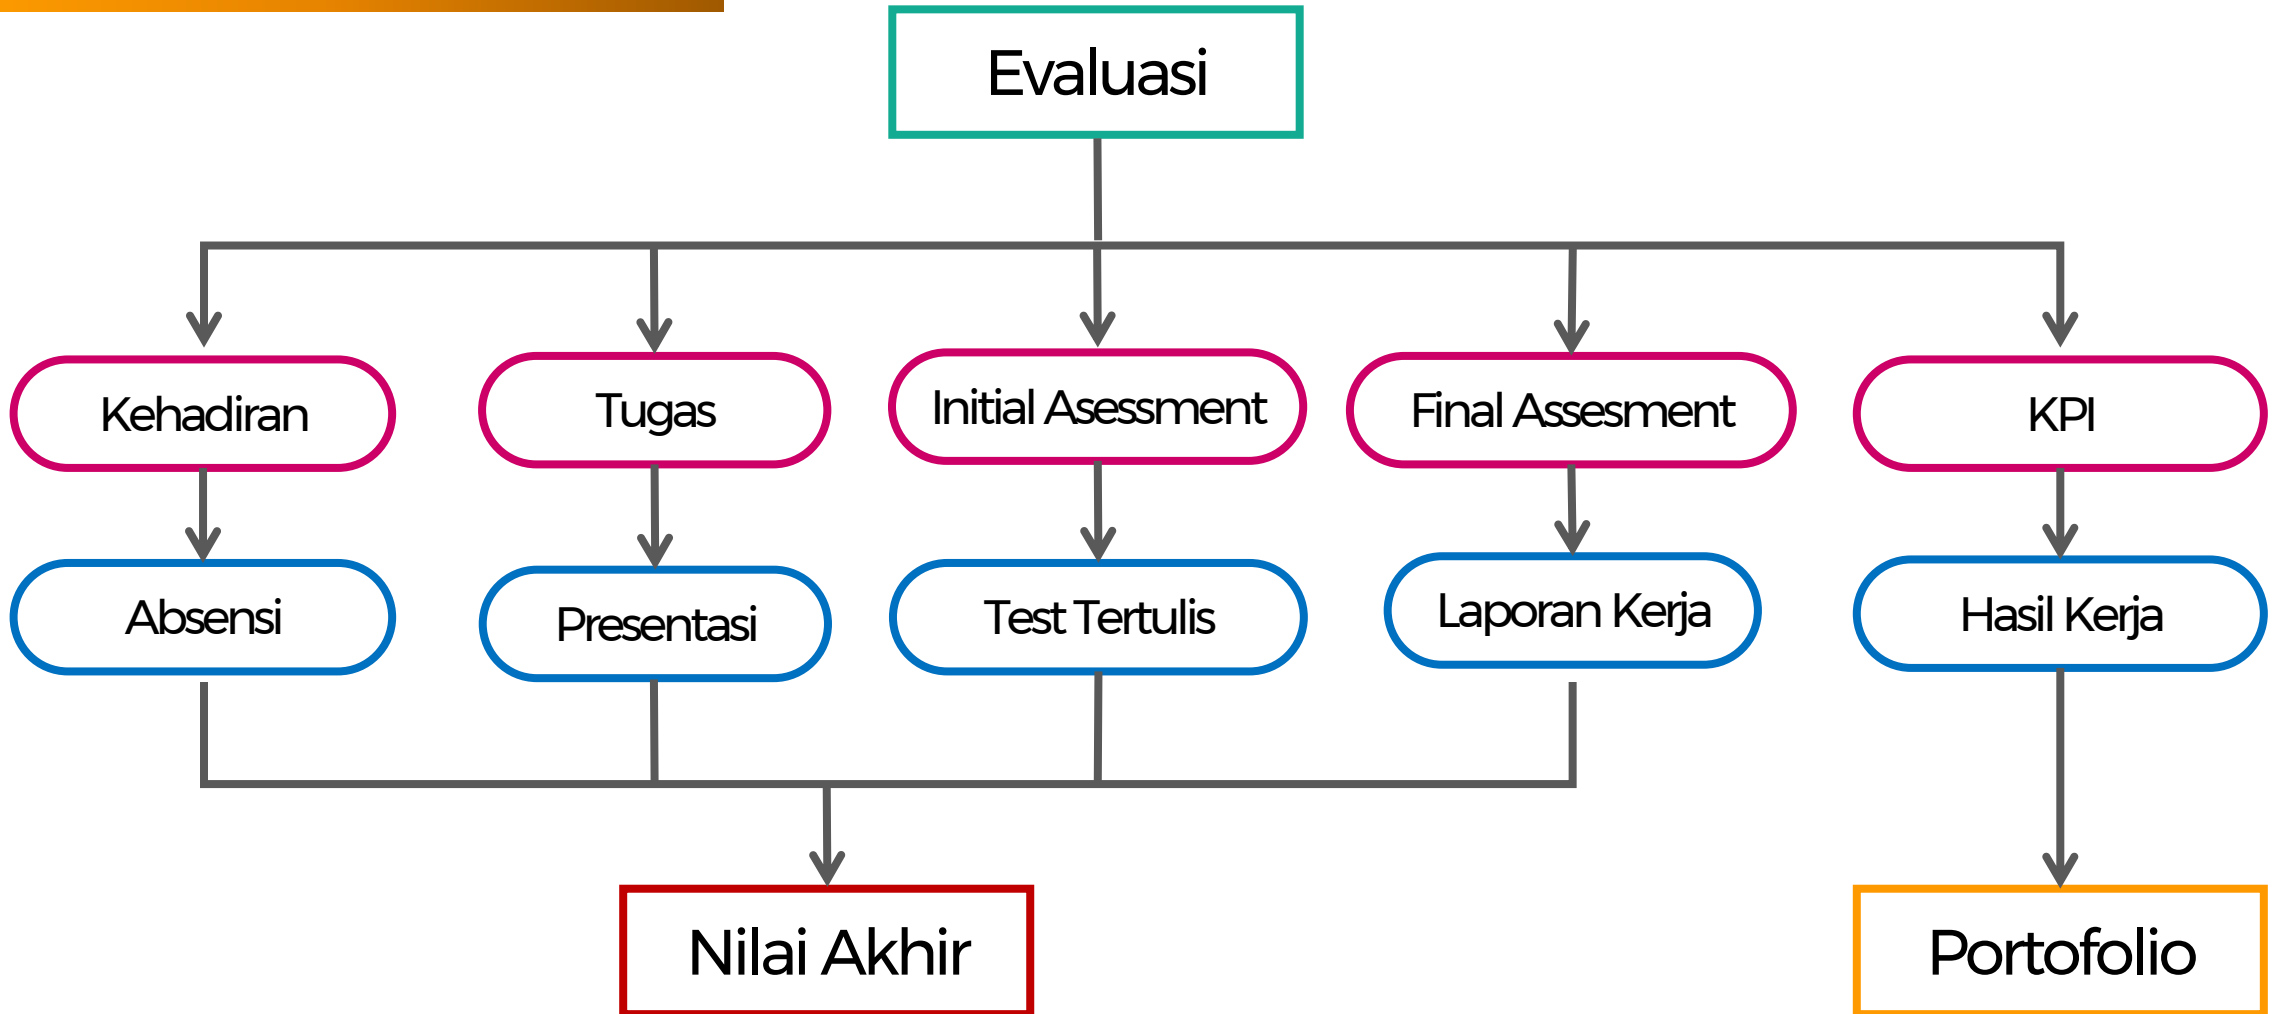 Evaluasi
Kehadiran
Tugas
Initial Asessment
Final Assesment
KPI
Absensi
Presentasi
Test Tertulis
Laporan Kerja
Hasil Kerja
Nilai Akhir
Portofolio